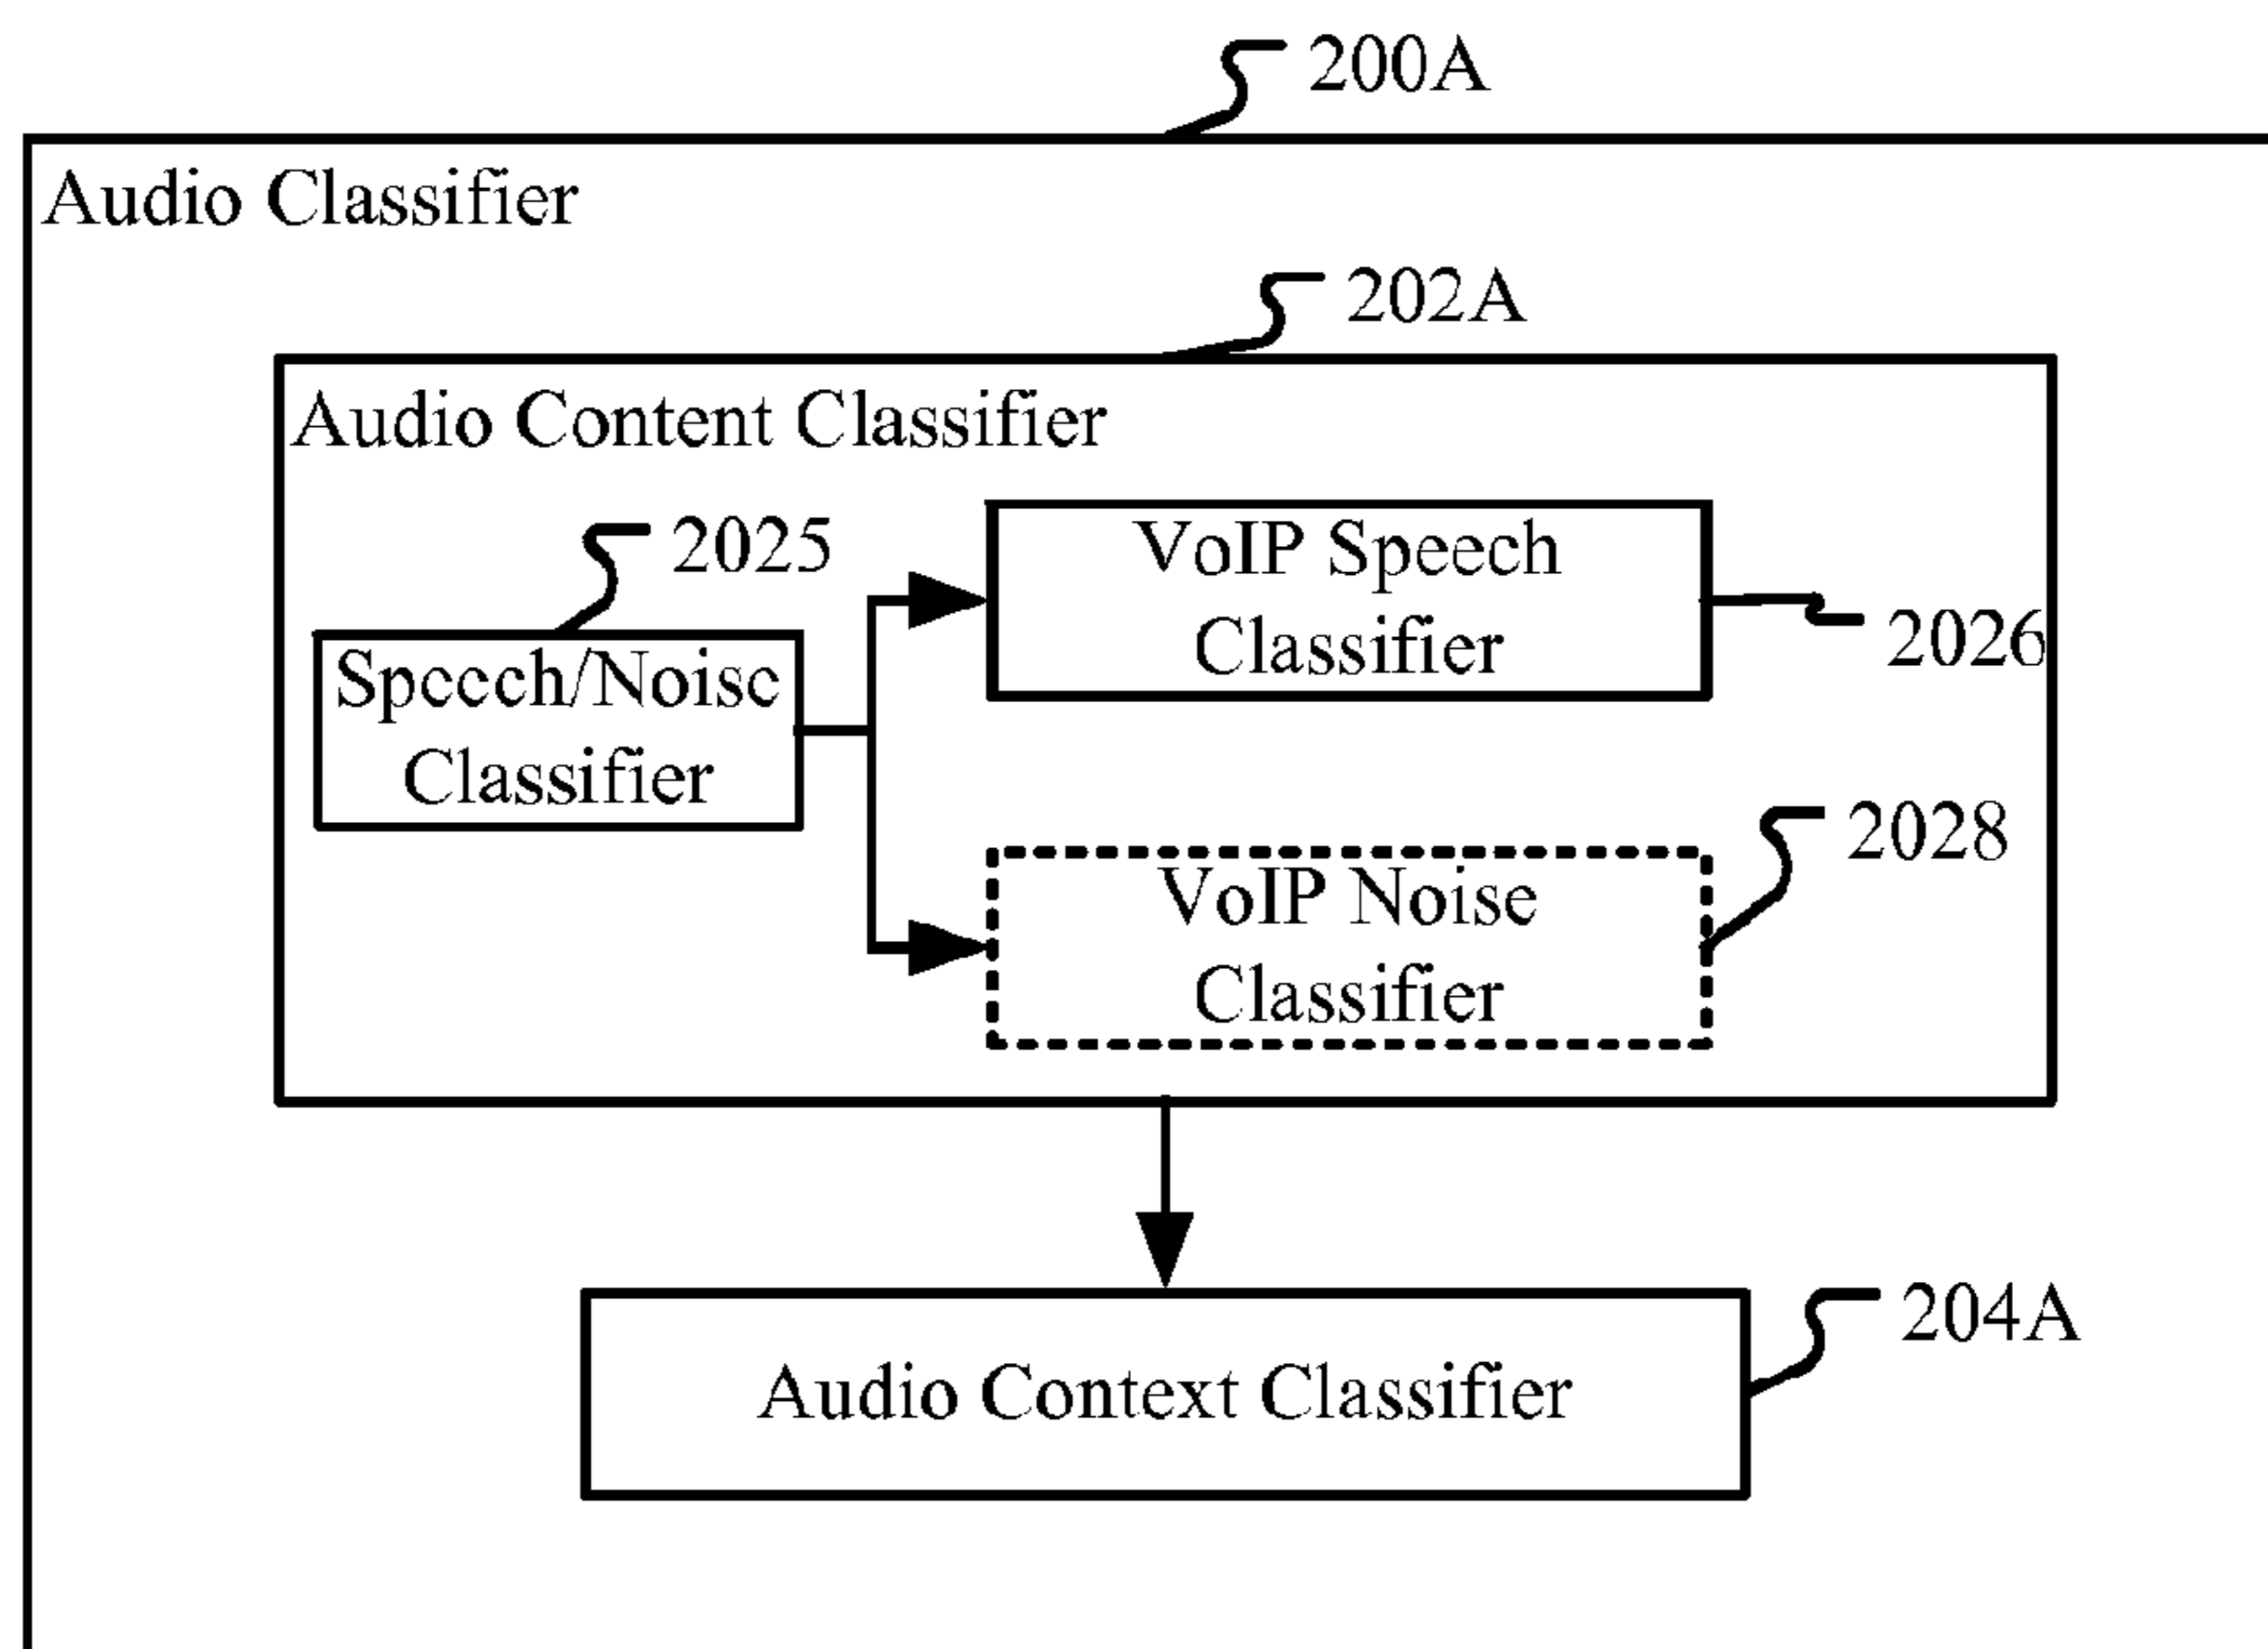 200A
Audio Classifier
202A
Audio Content Classifier
2025
VoIP Speech
Classifier
2026
Speech/Noise
Classifier
2028
VoIP Noise
Classifier
204A
Audio Context Classifier